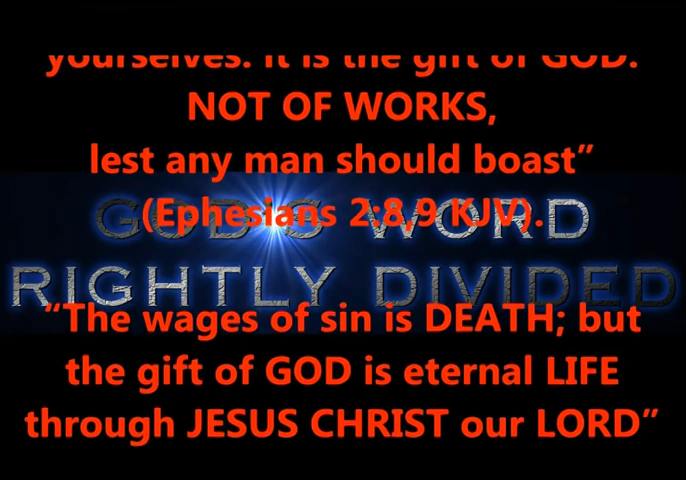 yourselves. It is the gift of GOD.
NOT OF WORKS,
lest any man should boast”
(Ephesians 2:8,9 KJV).
GOD'S WORD
RIGHTLY DIVIDED
“The wages of sin is DEATH; but
the gift of GOD is eternal LIFE
through JESUS CHRIST our LORD”